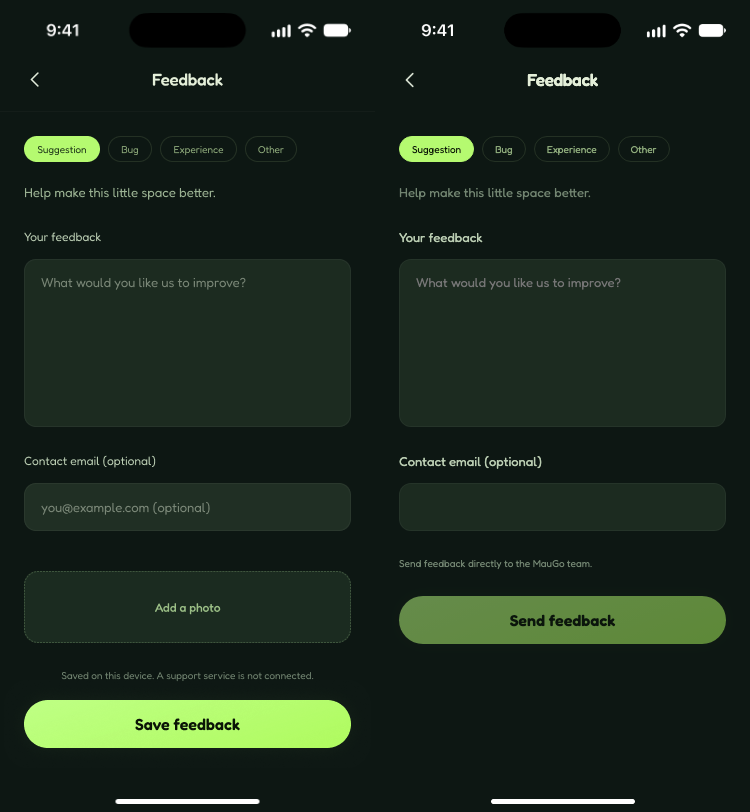 9:41
Feedback
Suggestion
Bug
Experience
Other
Help make this little space better.
Your feedback
What would you like us to improve?
Contact email (optional)
you@example.com (optional)
Add a photo
Saved on this device. A support service is not connected.
Save feedback
9:41
Feedback
Suggestion
Bug
Experience
Other
Help make this little space better.
Your feedback
What would you like us to improve?
Contact email (optional)
Send feedback directly to the MauGo team.
Send feedback